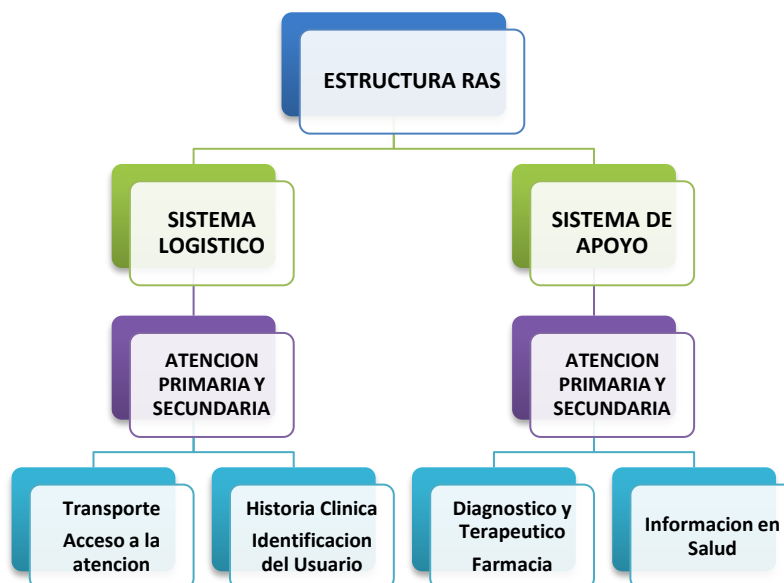 ESTRUCTURA RAS
SISTEMA
LOGISTICO
SISTEMA DE
APOYO
ATENCION
PRIMARIA Y
SECUNDARIA
ATENCION
PRIMARIA Y
SECUNDARIA
Transporte
Acceso a la
atencion
Historia Clinica
Identificacion
del Usuario
Diagnostico y
Terapeutico
Farmacia
Informacion en
Salud